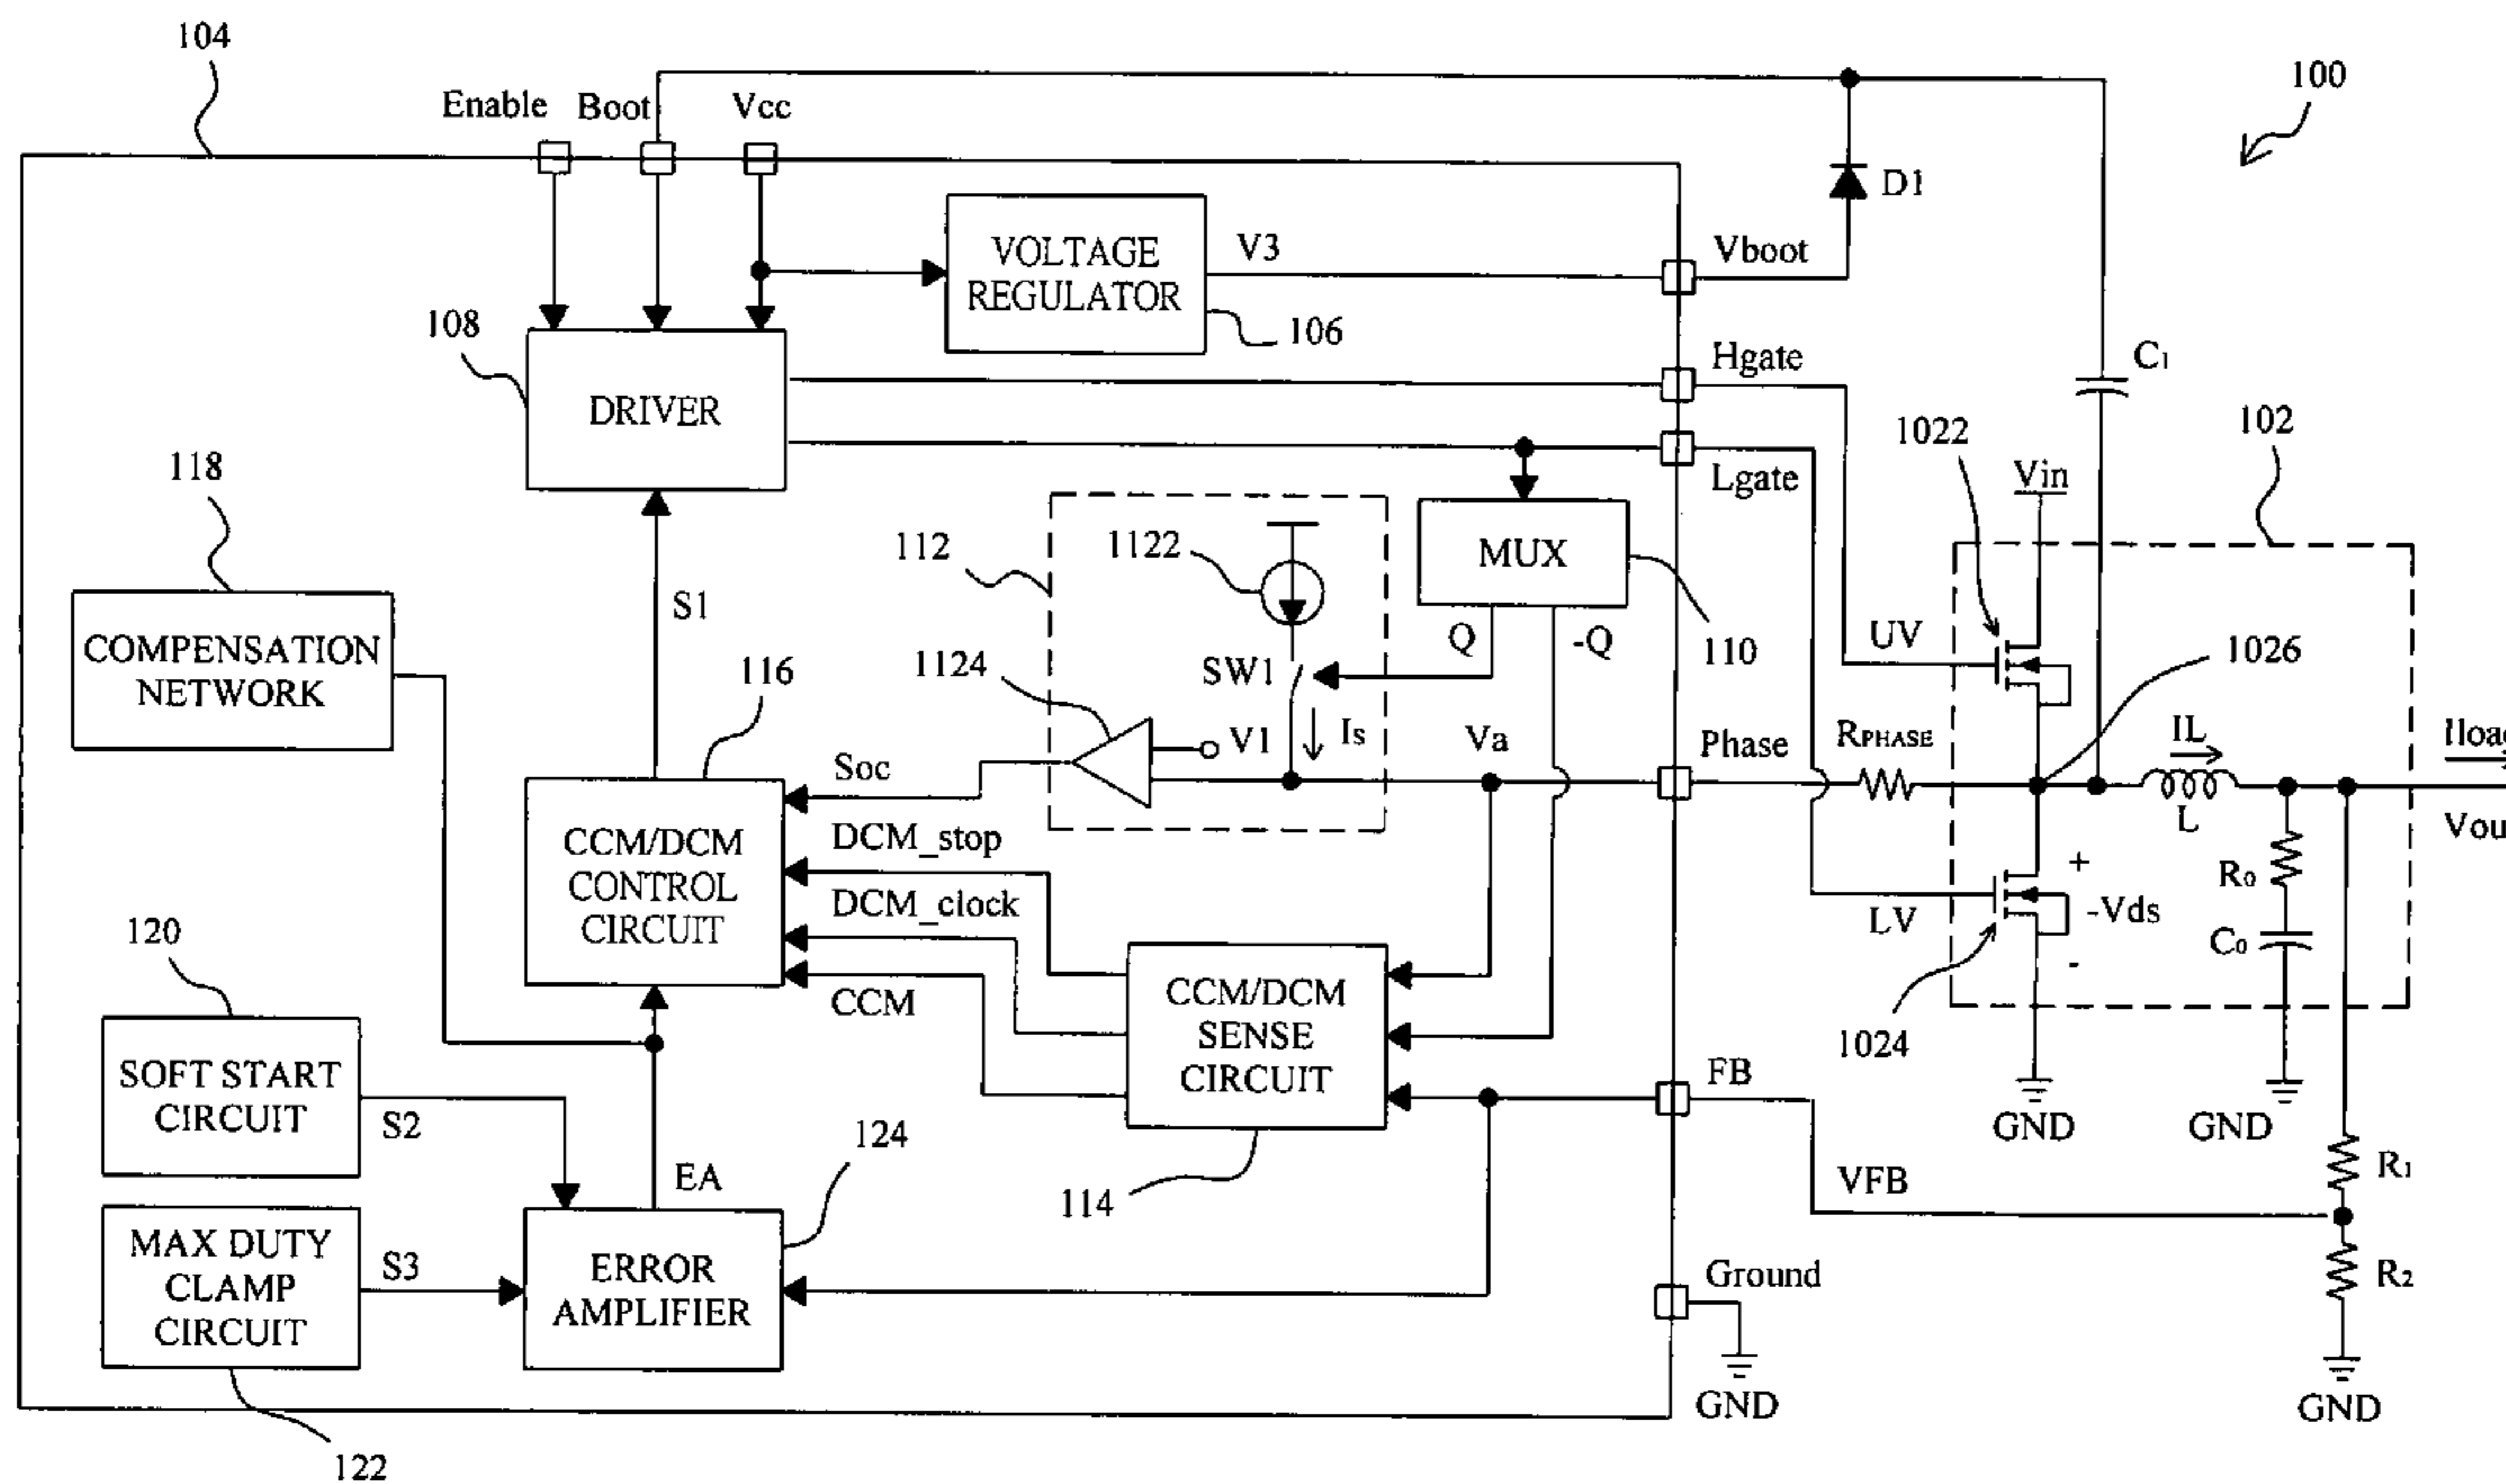 104
100
Enable
Boot
Vcc
D1
VOLTAGE
REGULATOR
V3
Vboot
106
108
DRIVER
Hgate
C1
Lgate
1022
102
Vin
118
COMPENSATION
NETWORK
S1
112
1122
MUX
Q
-Q
110
UV
1026
SW1
1124
116
V1
Is
Va
Phase
RPHASE
IL
L
Soc
CCM/DCM
CONTROL
CIRCUIT
DCM_stop
DCM_clock
CCM
CCM/DCM
SENSE
CIRCUIT
114
LV
+
-Vds
-
1024
R0
C0
GND
GND
120
SOFT START
CIRCUIT
S2
EA
124
FB
VFB
R1
R2
MAX DUTY
CLAMP
CIRCUIT
S3
ERROR
AMPLIFIER
Ground
GND
GND
122